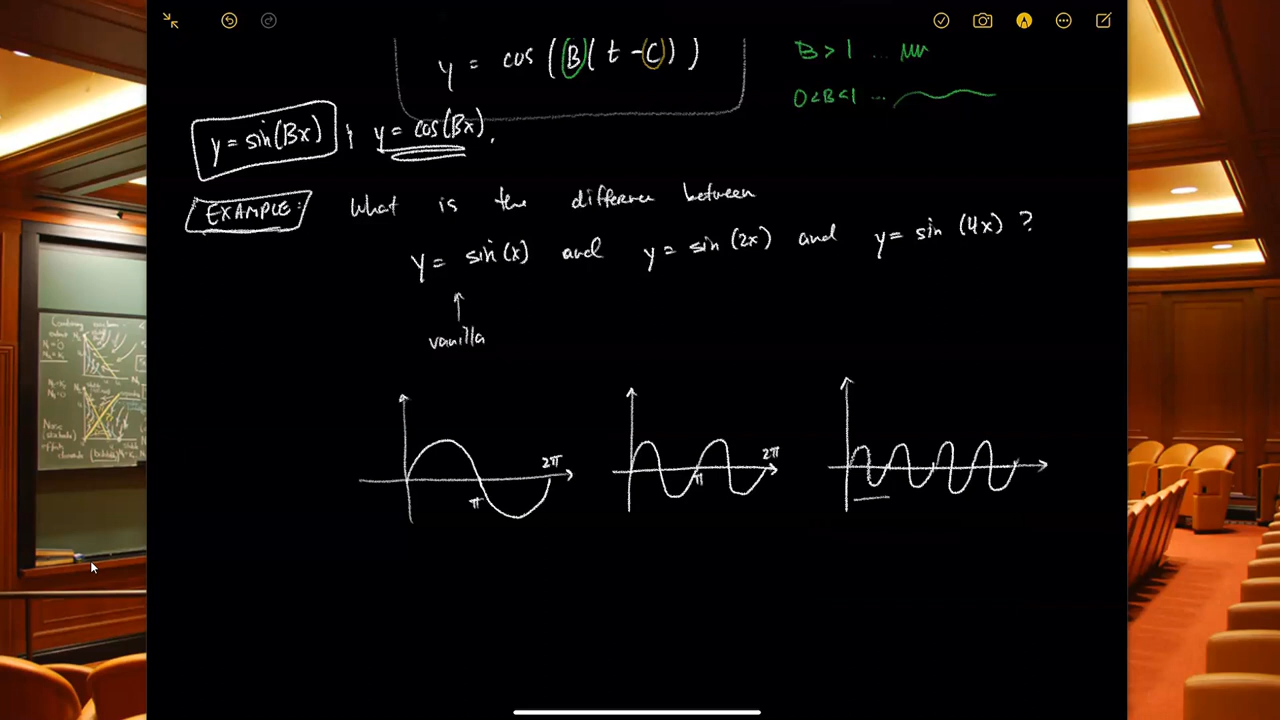 y = cos (B(t-C))
B > 1 ...
0<B<1 ...
y = sin(Bx) ; y = cos(Bx).
EXAMPLE: What is the difference between
y = sin(x) and y = sin (2x) and y = sin (4x) ?
vanilla
2π 2π
π π